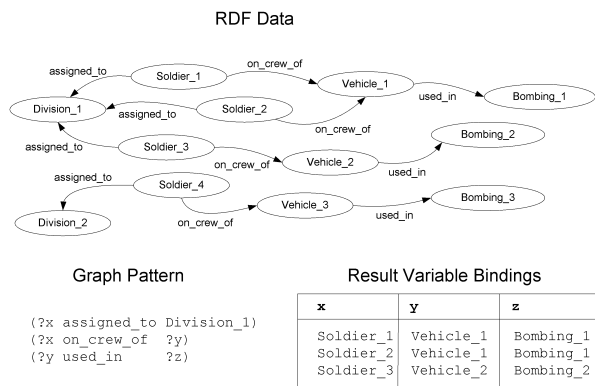 RDF Data
assigned_to
Soldier_1
on_crew_of
Vehicle_1
used_in
Bombing_1
Division_1
assigned_to
Soldier_2
on_crew_of
Bombing_2
assigned_to
Soldier_3
on_crew_of
Vehicle_2
used_in
assigned_to
Soldier_4
on_crew_of
Vehicle_3
used_in
Bombing_3
Division_2
Graph Pattern
(?x assigned_to Division_1)
(?x on_crew_of ?y)
(?y used_in ?z)
Result Variable Bindings
x y z
Soldier_1 Vehicle_1 Bombing_1
Soldier_2 Vehicle_1 Bombing_1
Soldier_3 Vehicle_2 Bombing_2